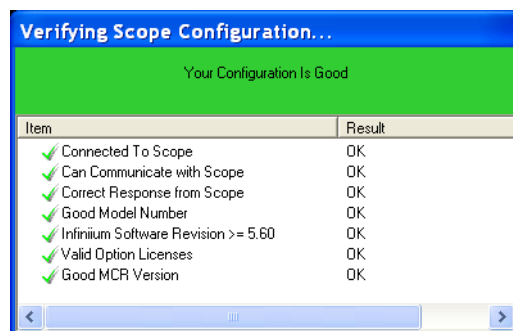 Verifying Scope Configuration...
Your Configuration Is Good
Item Result
Connected To Scope OK
Can Communicate with Scope OK
Correct Response from Scope OK
Good Model Number OK
Infiniium Software Revision >= 5.60 OK
Valid Option Licenses OK
Good MCR Version OK